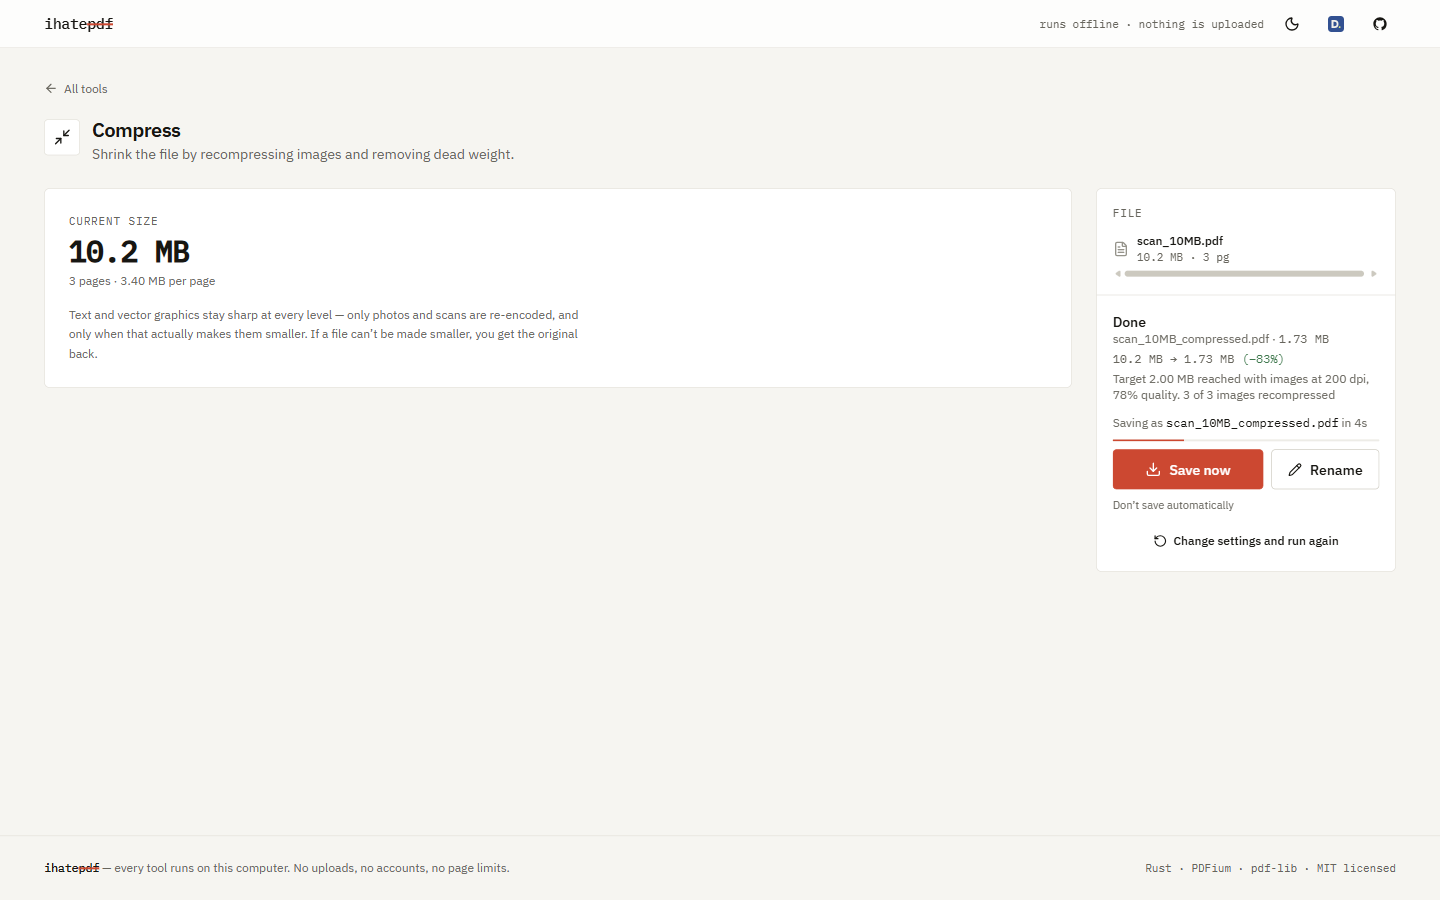 ihatepdf
runs offline · nothing is uploaded
D.
All tools
Compress
Shrink the file by recompressing images and removing dead weight.
CURRENT SIZE
10.2 MB
3 pages · 3.40 MB per page
Text and vector graphics stay sharp at every level — only photos and scans are re-encoded, and
only when that actually makes them smaller. If a file can’t be made smaller, you get the original
back.
FILE
scan_10MB.pdf
10.2 MB · 3 pg
Done
scan_10MB_compressed.pdf · 1.73 MB
10.2 MB → 1.73 MB (−83%)
Target 2.00 MB reached with images at 200 dpi,
78% quality. 3 of 3 images recompressed
Saving as scan_10MB_compressed.pdf in 4s
Save now
Rename
Don’t save automatically
Change settings and run again
ihatepdf — every tool runs on this computer. No uploads, no accounts, no page limits.
Rust · PDFium · pdf-lib · MIT licensed